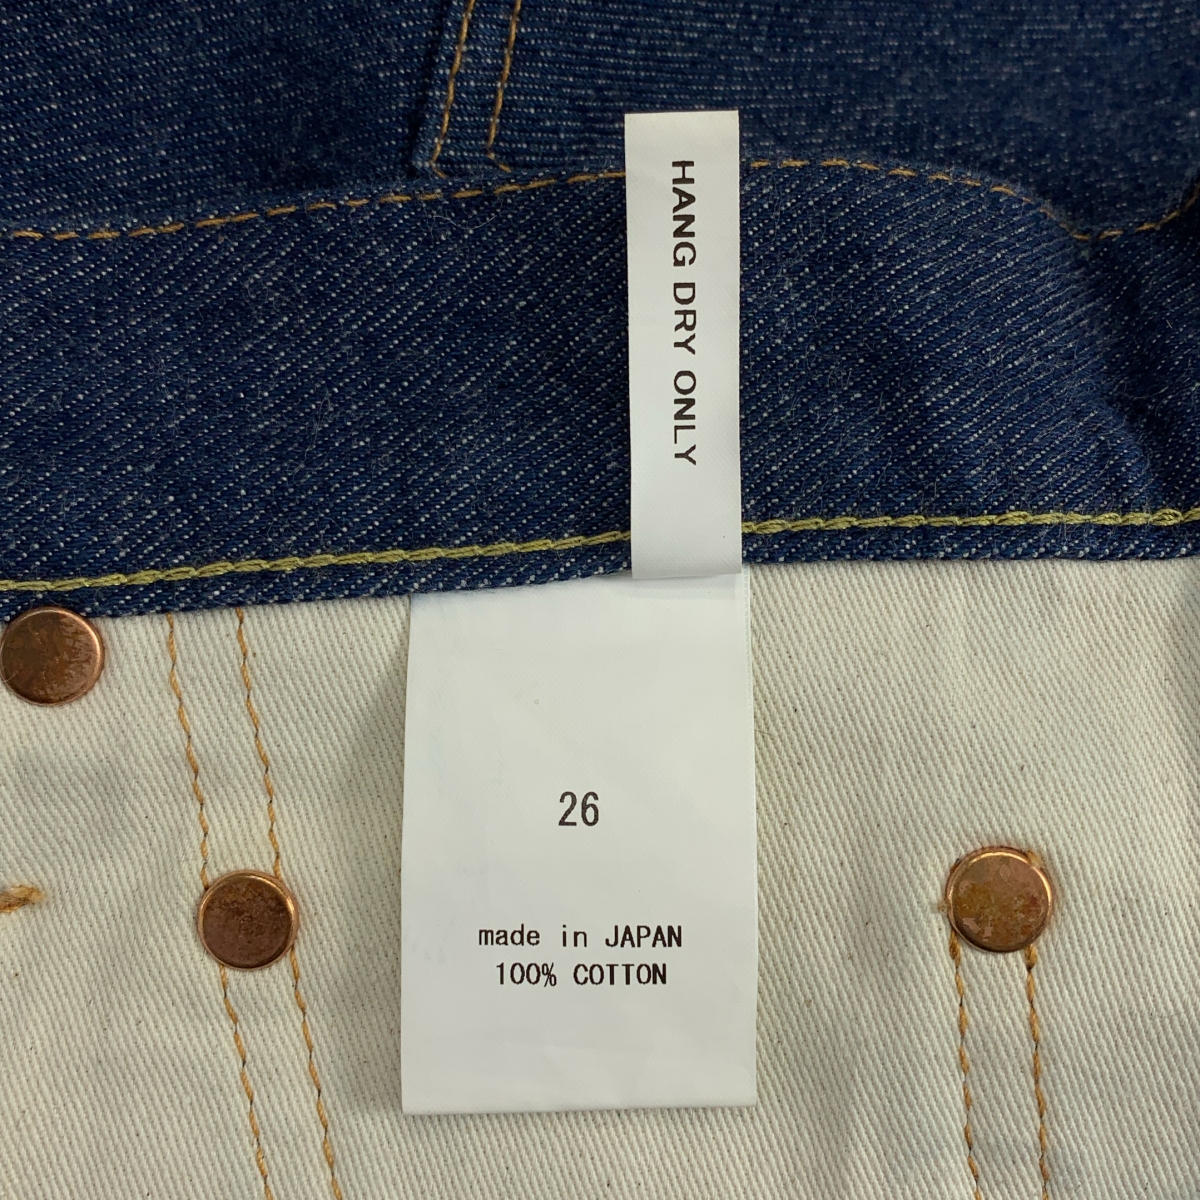 HANG DRY ONLY
26
made in JAPAN
100% COTTON